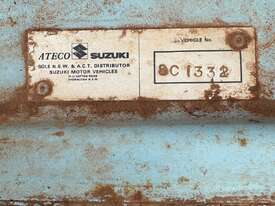 VEHICLE No.
ATECO SUZUKI
SOLE N.S.W. & A.C.T. DISTRIBUTOR
SUZUKI MOTOR VEHICLES
SC 1332